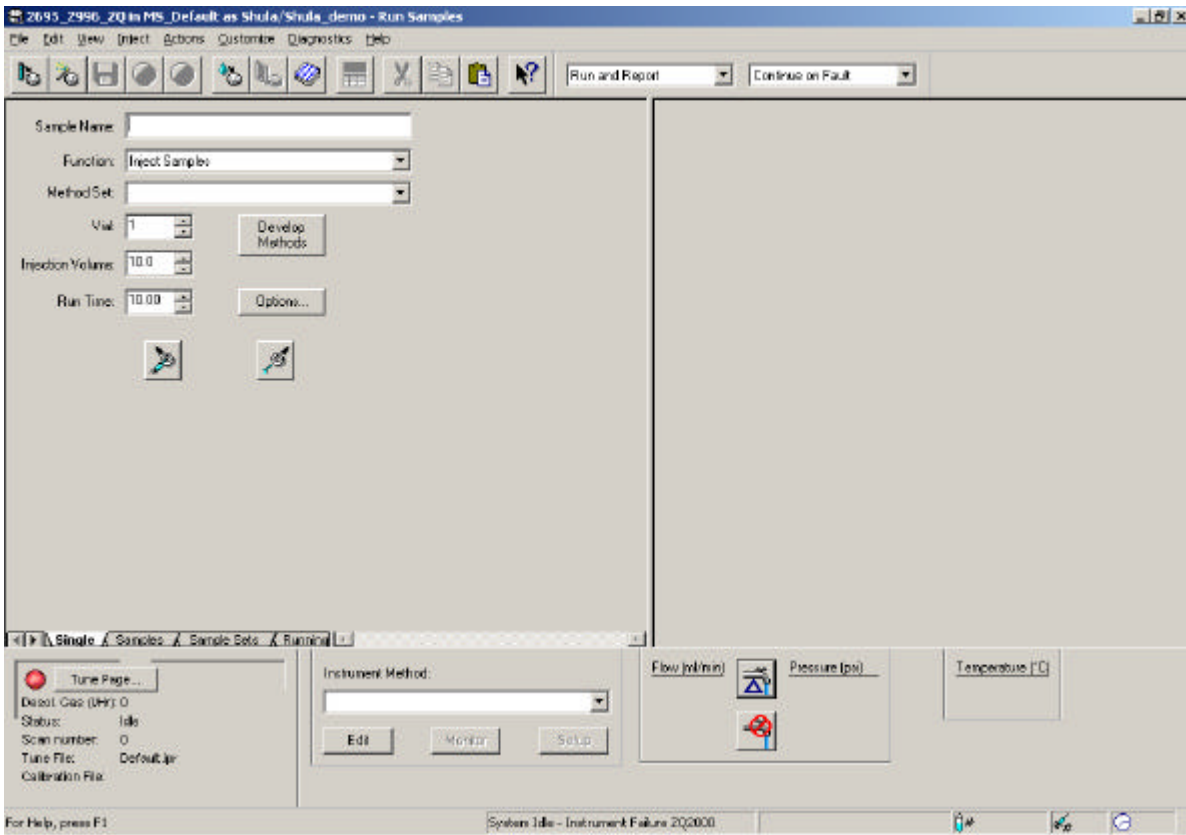 2695_2996_ZQ in MS_Default as Shula/Shula_demo - Run Samples
File Edit View Inject Actions Customize Diagnostics Help
Run and Report Continue on Fault
Sample Name:
Function: Inject Samples
Method Set:
Vial: 1
Develop Methods
Injection Volume: 10.0
Run Time: 10.00
Options...
Single Samples Sample Sets Running
Tune Page...
Desol. Gas (l/Hr): 0
Status: Idle
Scan number: 0
Tune File: Default.ipr
Calibration File:
Instrument Method:
Edit Monitor Setup
Flow (ml/min) Pressure (psi)
Temperature (°C)
For Help, press F1
System Idle - Instrument Failure ZQ2000
#